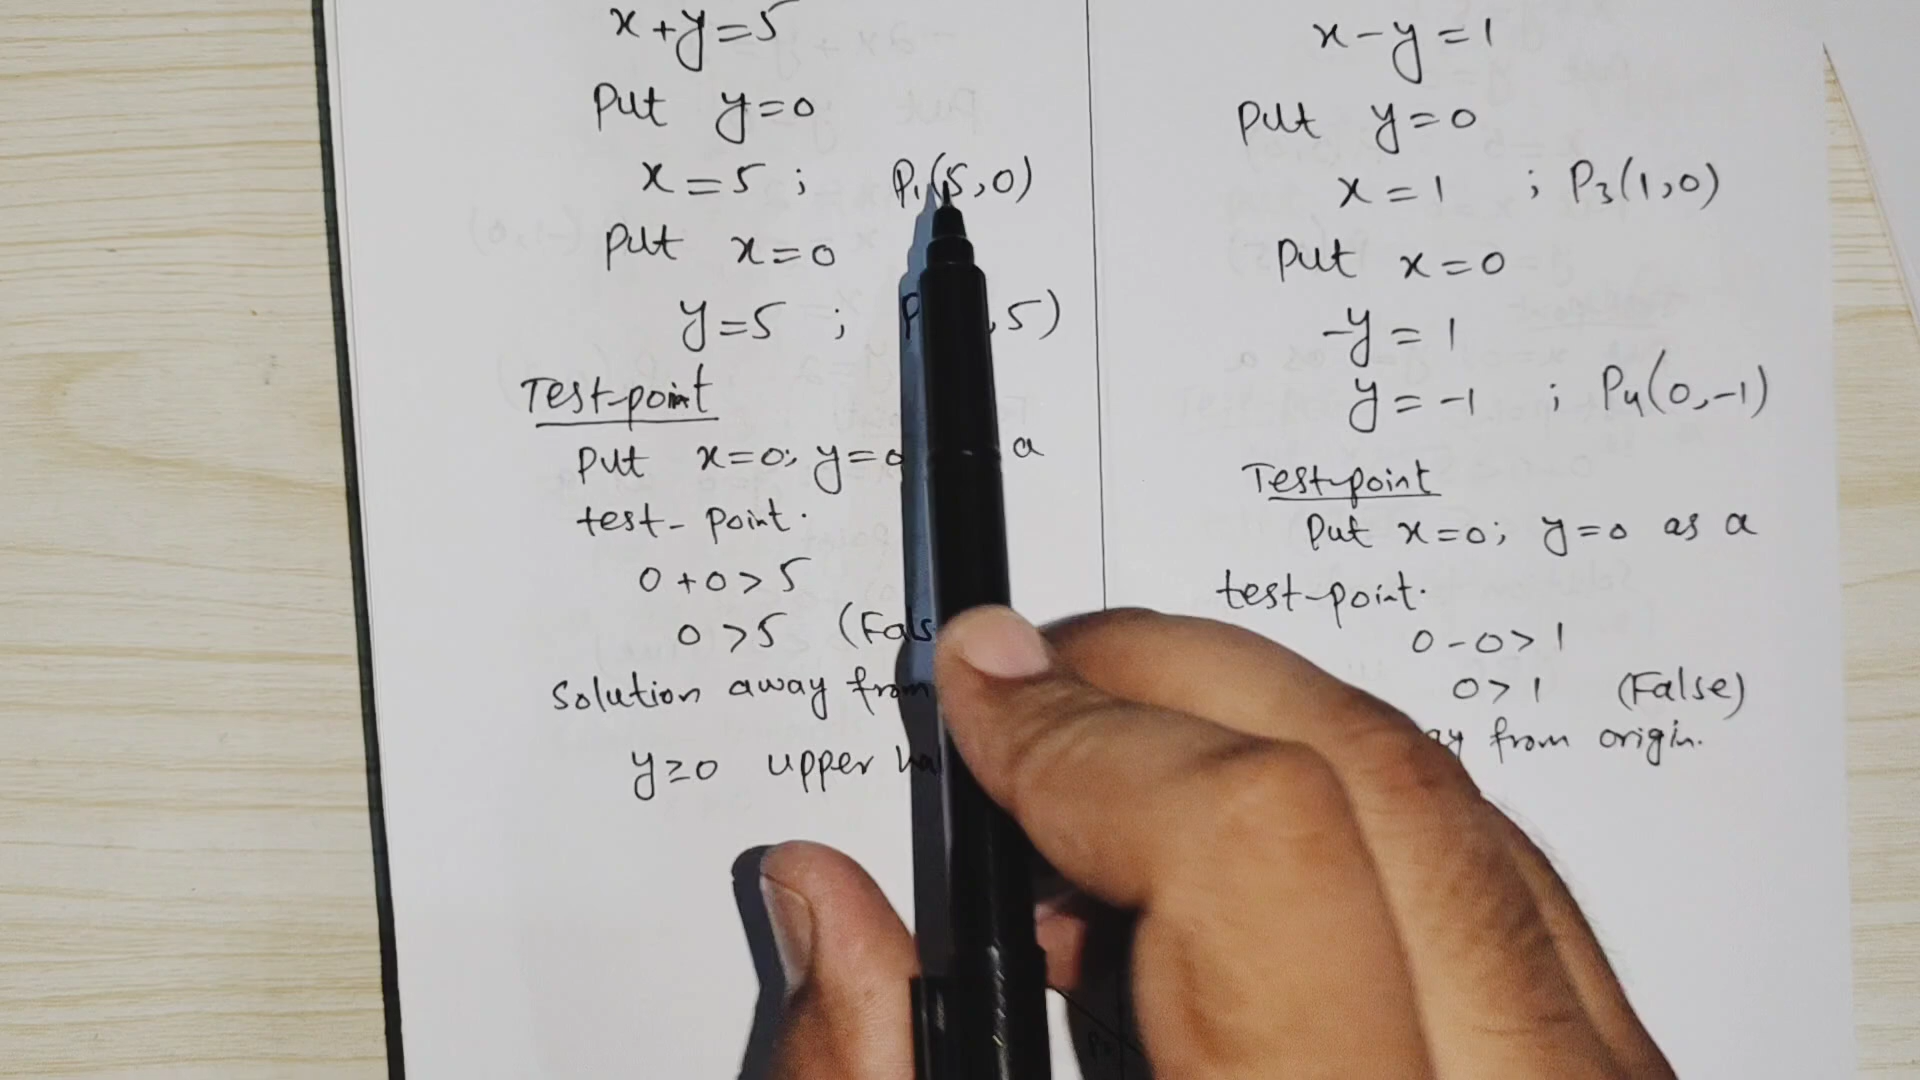 x+y=5
Put y=0
x=5 ; P₁(5,0)
Put x=0
y=5 ; P ,5)
Test-point
Put x=0; y=0 a
test-point.
0+0>5
0>5 (Fals
Solution away from
y≥0 upper
x-y=1
Put y=0
x=1 ; P₃(1,0)
Put x=0
-y=1
y=-1 ; P₄(0,-1)
Test-point
Put x=0; y=0 as a
test-point.
0-0>1
0>1 (False)
from origin.